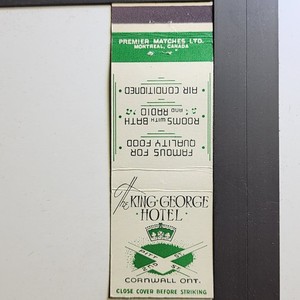 PREMIER MATCHES LTD.
MONTREAL, CANADA
FAMOUS FOR
QUALITY FOOD
ROOMS WITH BATH
AND RADIO
AIR CONDITIONED
The
KING GEORGE
HOTEL
CORNWALL ONT.
CLOSE COVER BEFORE STRIKING